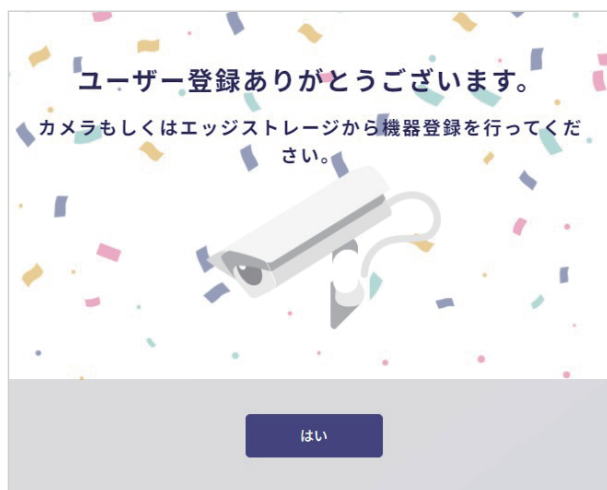 ユーザー登録ありがとうございます。
カメラもしくはエッジストレージから機器登録を行ってくだ
さい。
はい